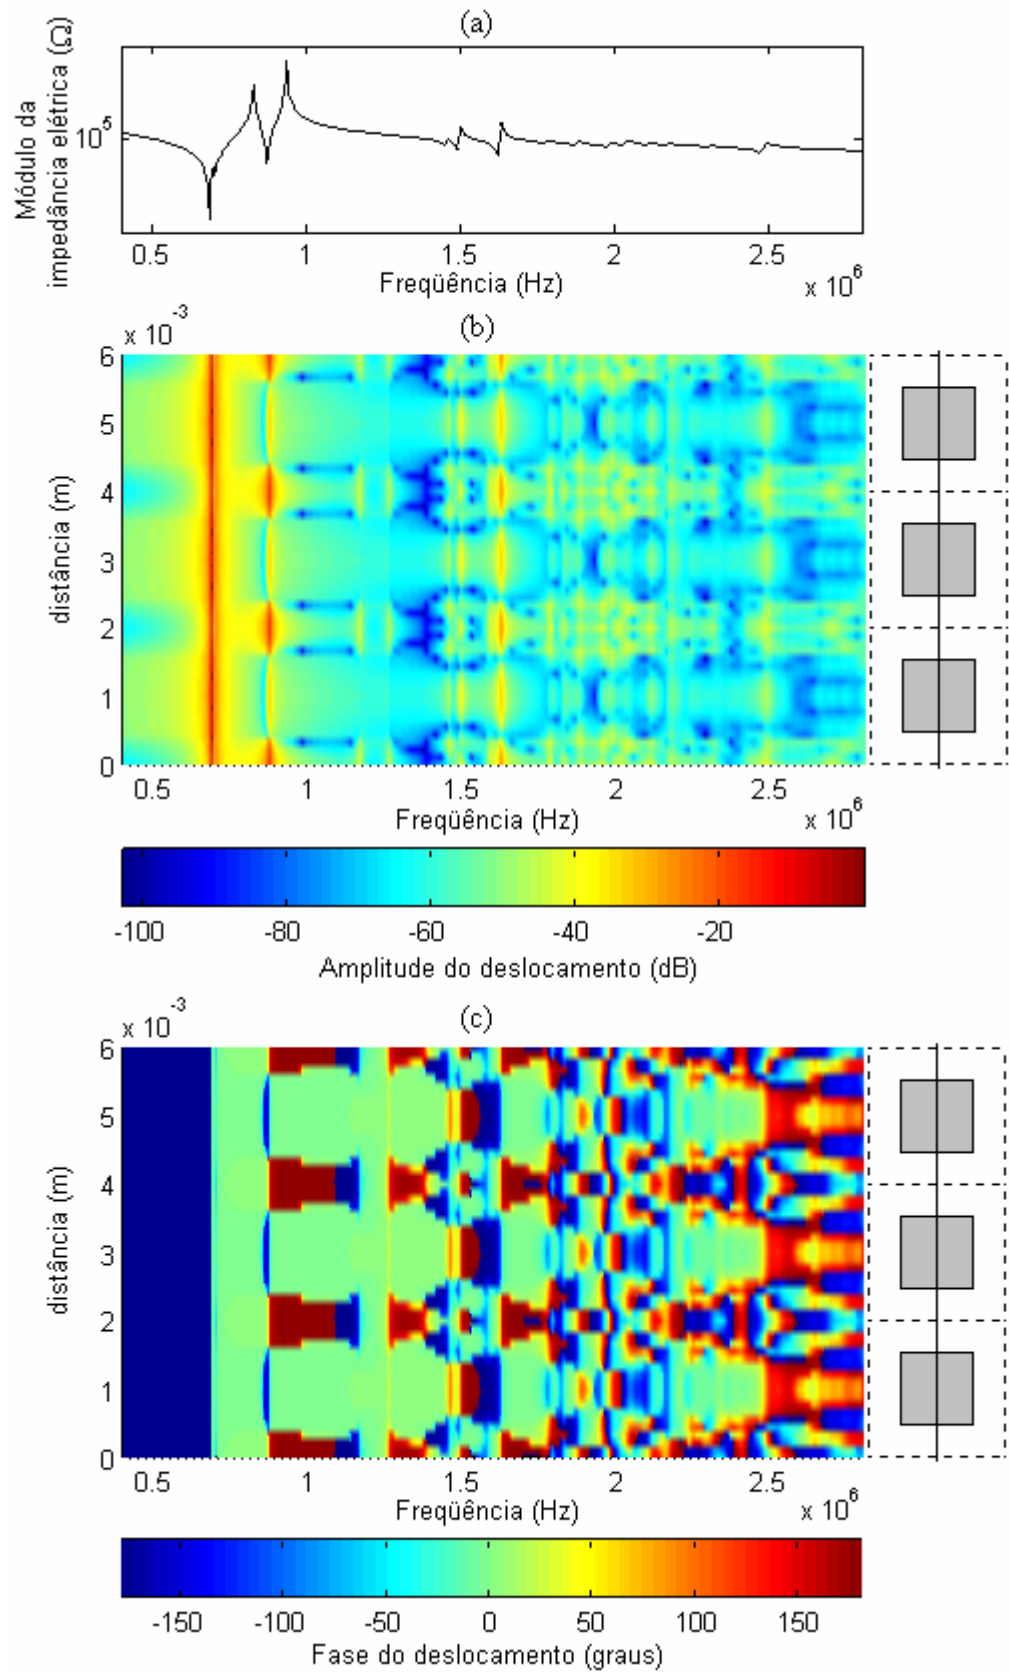 (a)
Módulo da
impedância elétrica (Ω)
10^5
0.5 1 1.5 2 2.5
Freqüência (Hz)
x 10^6
(b)
x 10^-3
6
5
4
3
2
1
0
distância (m)
0.5 1 1.5 2 2.5
Freqüência (Hz)
x 10^6
-100 -80 -60 -40 -20
Amplitude do deslocamento (dB)
(c)
x 10^-3
6
5
4
3
2
1
0
distância (m)
0.5 1 1.5 2 2.5
Freqüência (Hz)
x 10^6
-150 -100 -50 0 50 100 150
Fase do deslocamento (graus)